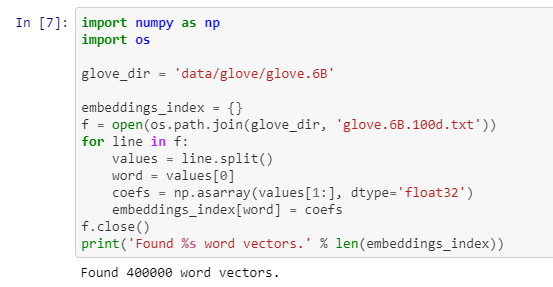 In [7]: import numpy as np
import os
glove_dir = 'data/glove/glove.6B'
embeddings_index = {}
f = open(os.path.join(glove_dir, 'glove.6B.100d.txt'))
for line in f:
    values = line.split()
    word = values[0]
    coefs = np.asarray(values[1:], dtype='float32')
    embeddings_index[word] = coefs
f.close()
print('Found %s word vectors.' % len(embeddings_index))
Found 400000 word vectors.